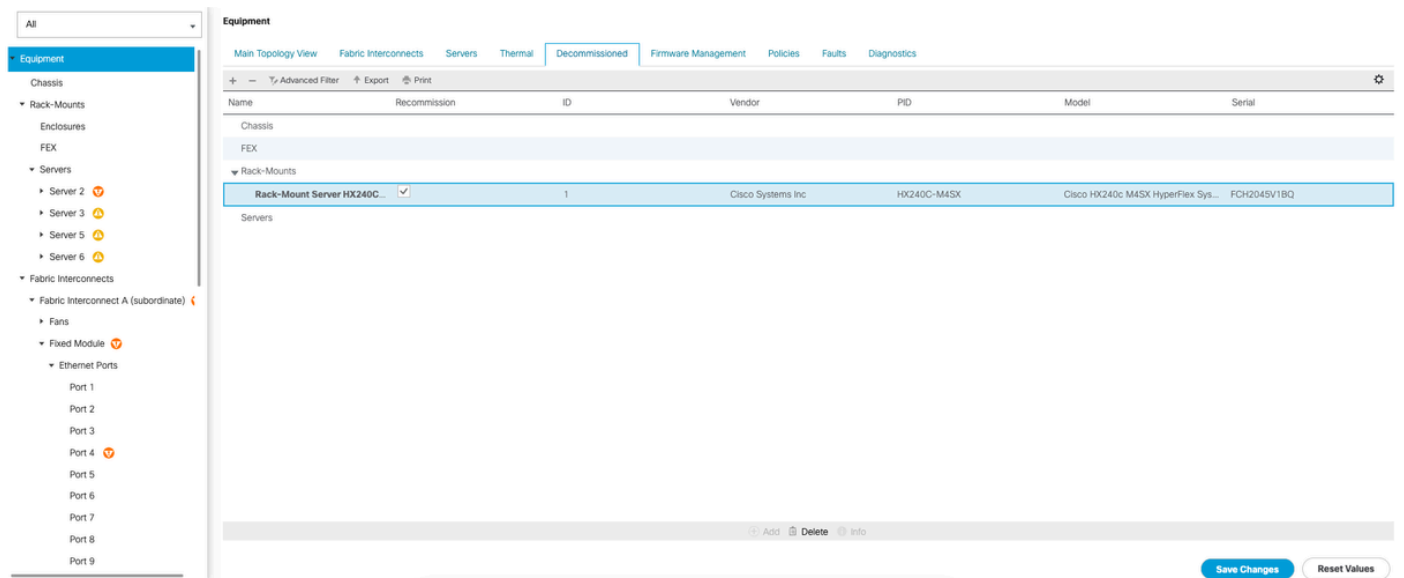 All
Equipment
Chassis
Rack-Mounts
Enclosures
FEX
Servers
Server 2
Server 3
Server 5
Server 6
Fabric Interconnects
Fabric Interconnect A (subordinate)
Fans
Fixed Module
Ethernet Ports
Port 1
Port 2
Port 3
Port 4
Port 5
Port 6
Port 7
Port 8
Port 9
Equipment
Main Topology View Fabric Interconnects Servers Thermal Decommissioned Firmware Management Policies Faults Diagnostics
+ − Advanced Filter Export Print
Name Recommission ID Vendor PID Model Serial
Chassis
FEX
Rack-Mounts
Rack-Mount Server HX240C... 1 Cisco Systems Inc HX240C-M4SX Cisco HX240c M4SX HyperFlex Sys... FCH2045V1BQ
Servers
Add Delete Info
Save Changes Reset Values